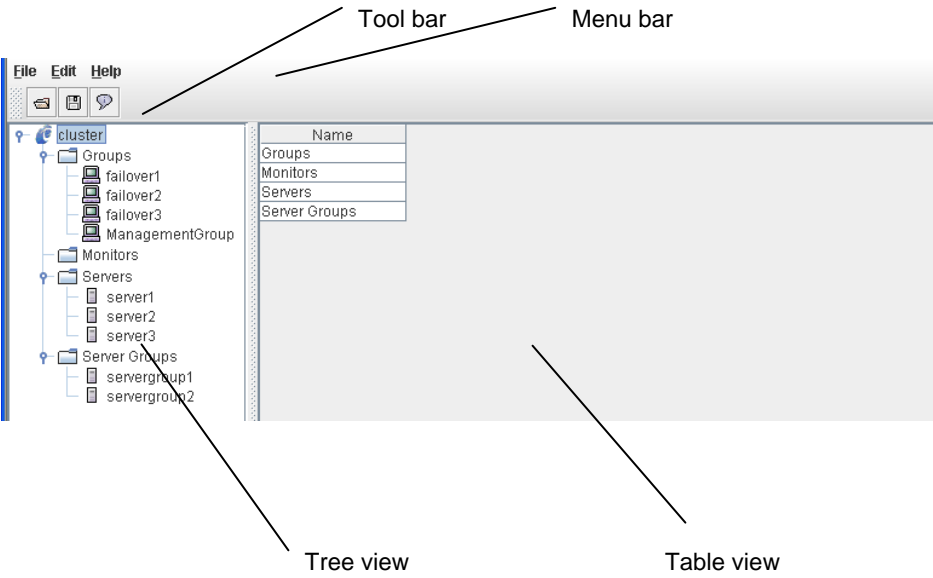 Tool bar
Menu bar
File Edit Help
cluster
Groups
failover1
failover2
failover3
ManagementGroup
Monitors
Servers
server1
server2
server3
Server Groups
servergroup1
servergroup2
Name
Groups
Monitors
Servers
Server Groups
Tree view
Table view